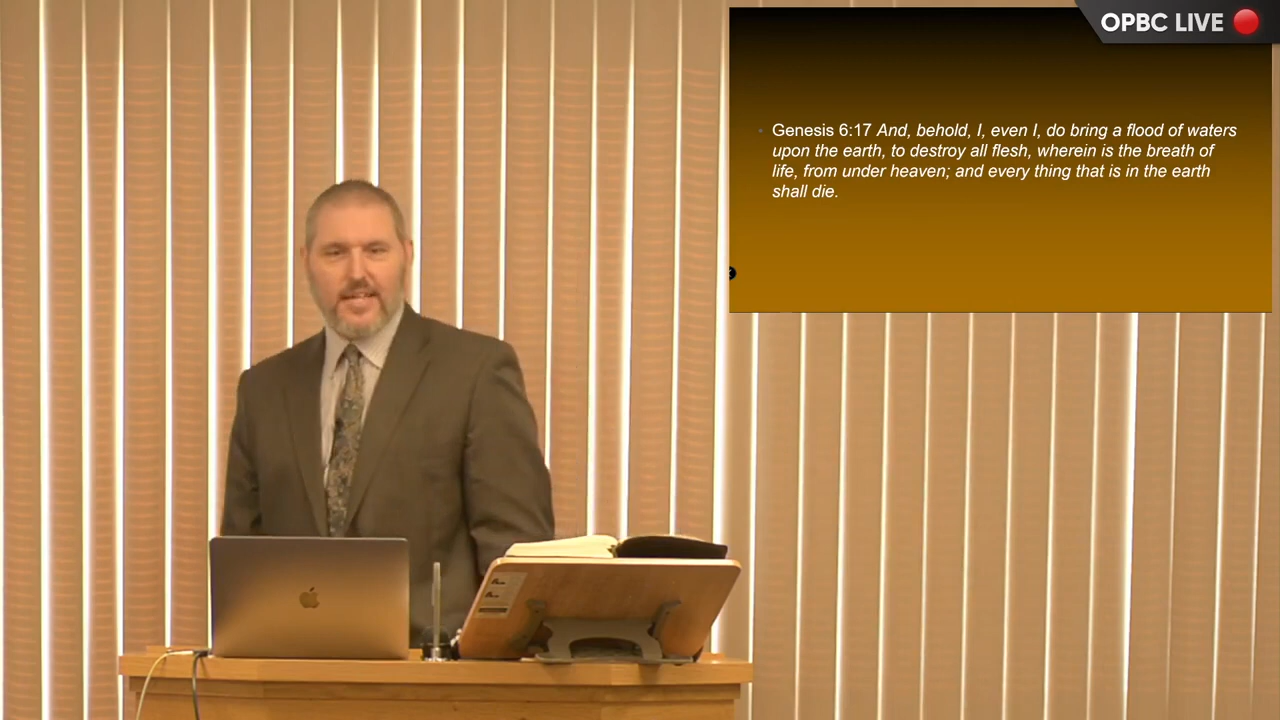 OPBC LIVE
Genesis 6:17 And, behold, I, even I, do bring a flood of waters
upon the earth, to destroy all flesh, wherein is the breath of
life, from under heaven; and every thing that is in the earth
shall die.